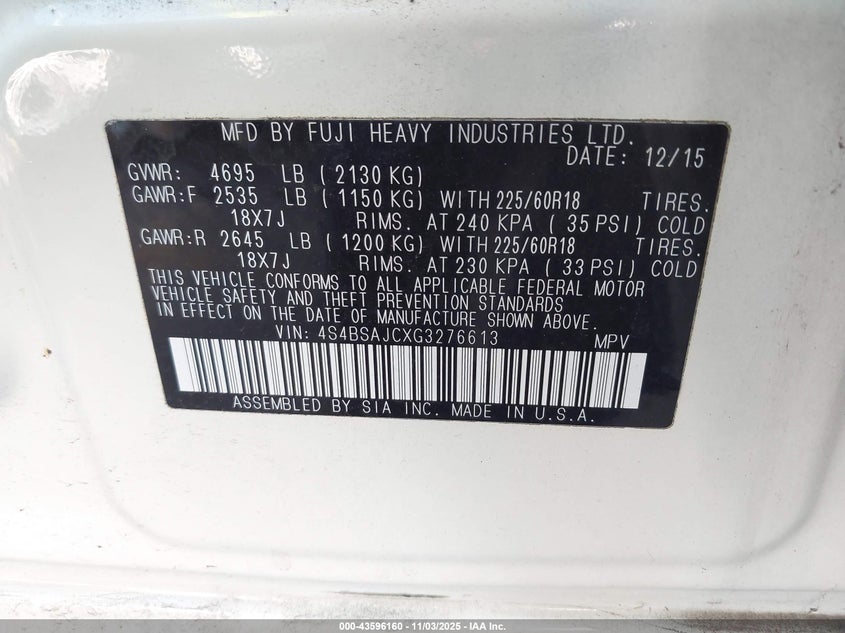 MFD BY FUJI HEAVY INDUSTRIES LTD.
DATE: 12/15
GVWR: 4695 LB ( 2130 KG)
GAWR:F 2535 LB ( 1150 KG) WITH 225/60R18 TIRES.
18X7J RIMS. AT 240 KPA ( 35 PSI) COLD
GAWR:R 2645 LB ( 1200 KG) WITH 225/60R18 TIRES.
18X7J RIMS. AT 230 KPA ( 33 PSI) COLD
THIS VEHICLE CONFORMS TO ALL APPLICABLE FEDERAL MOTOR
VEHICLE SAFETY AND THEFT PREVENTION STANDARDS
IN EFFECT ON THE DATE OF MANUFACTURE SHOWN ABOVE.
VIN: 4S4BSAJCXG3276613 MPV
ASSEMBLED BY SIA INC. MADE IN U.S.A.
000-43596160 - 11/03/2025 - IAA Inc.